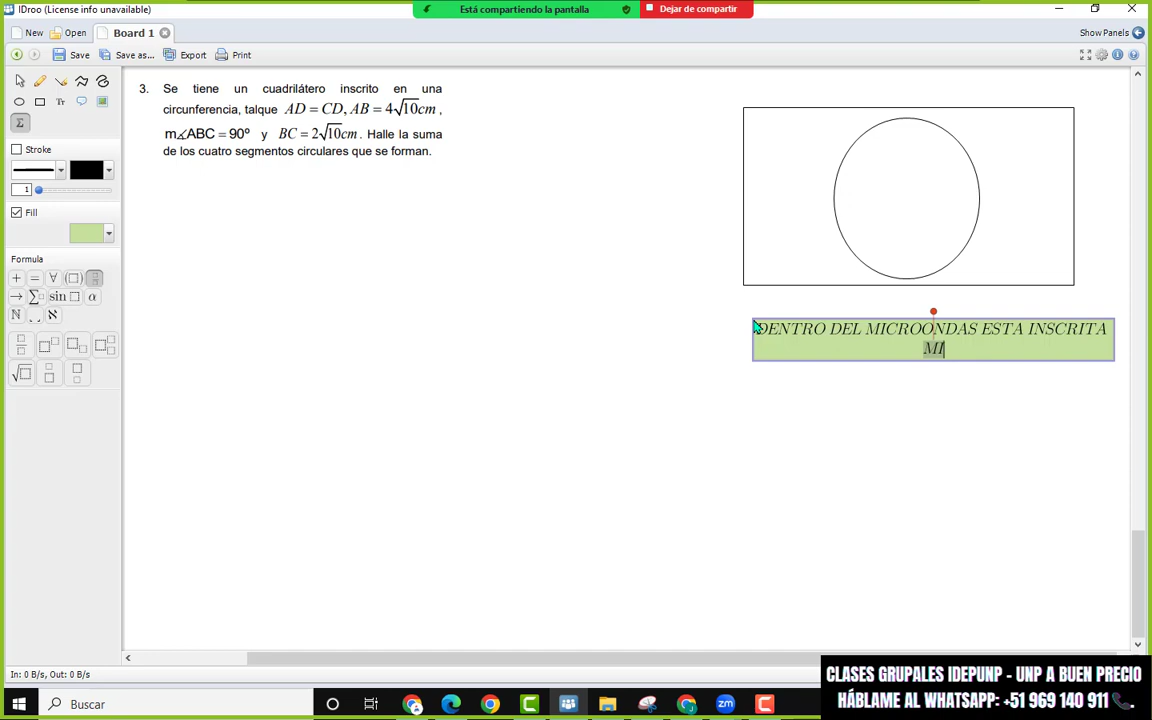 IDroo (License info unavailable)
Está compartiendo la pantalla
Dejar de compartir
New
Open
Board 1
Show Panels
Save
Save as...
Export
Print
Tr
Σ
Stroke
1
Fill
Formula
+ = ∀ (□)
→ Σ□ sin □ α
ℕ ℵ
3. Se tiene un cuadrilátero inscrito en una
circunferencia, talque AD = CD, AB = 4√10cm ,
m∡ABC = 90º y BC = 2√10cm . Halle la suma
de los cuatro segmentos circulares que se forman.
DENTRO DEL MICROONDAS ESTA INSCRITA
MI
In: 0 B/s, Out: 0 B/s
CLASES GRUPALES IDEPUNP - UNP A BUEN PRECIO
HÁBLAME AL WHATSAPP: +51 969 140 911
Buscar
zm